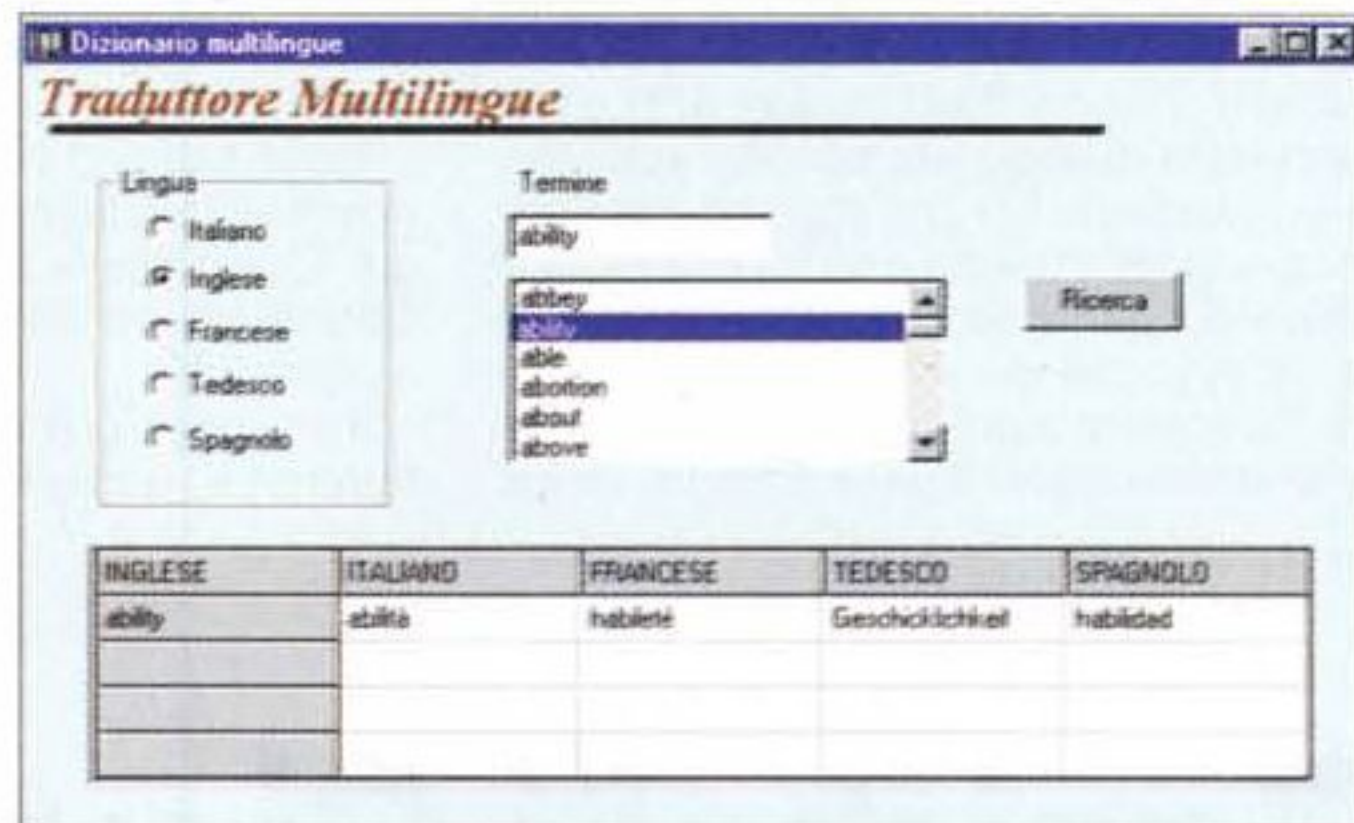 Dizionario multilingue
Traduttore Multilingue
Lingua
Italiano
Inglese
Francese
Tedesco
Spagnolo
Termine
ability
abbey
ability
able
abortion
about
above
Ricerca
INGLESE ITALIANO FRANCESE TEDESCO SPAGNOLO
ability abilità habileté Geschicklichkeit habilidad